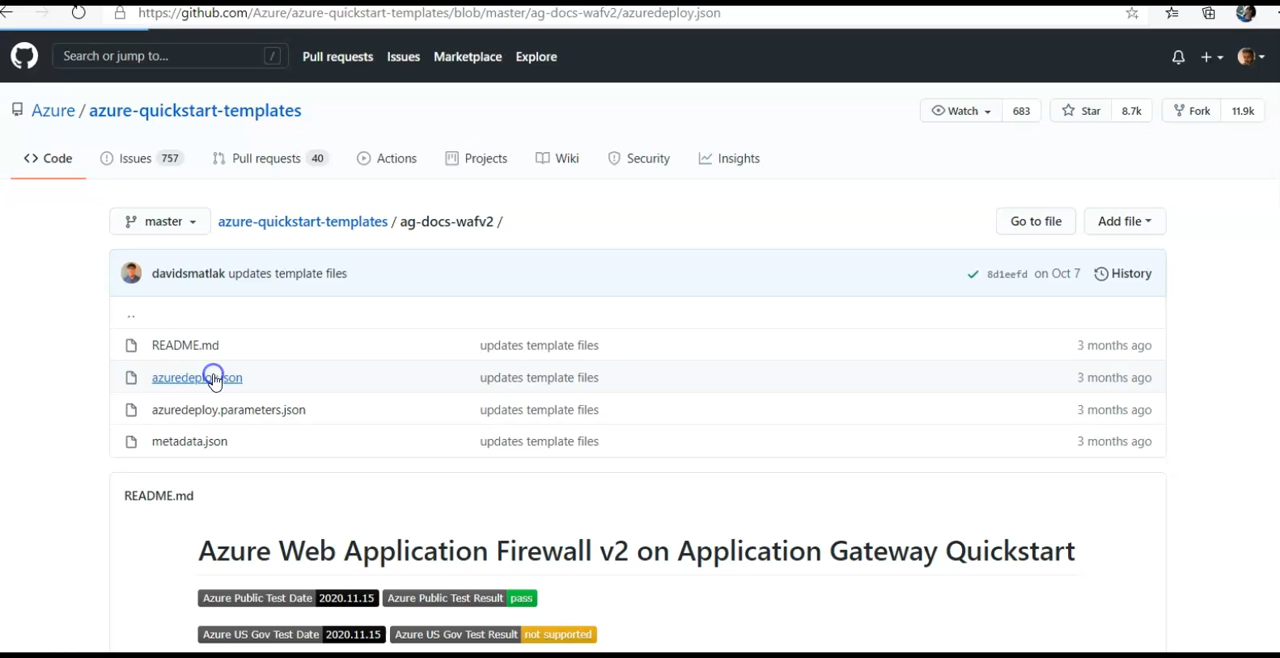 https://github.com/Azure/azure-quickstart-templates/blob/master/ag-docs-wafv2/azuredeploy.json
Search or jump to... / Pull requests Issues Marketplace Explore
Azure / azure-quickstart-templates Watch 683 Star 8.7k Fork 11.9k
<> Code Issues 757 Pull requests 40 Actions Projects Wiki Security Insights
master azure-quickstart-templates / ag-docs-wafv2 / Go to file Add file
davidsmatlak updates template files 8d1eefd on Oct 7 History
..
README.md updates template files 3 months ago
azuredeploy.json updates template files 3 months ago
azuredeploy.parameters.json updates template files 3 months ago
metadata.json updates template files 3 months ago
README.md
Azure Web Application Firewall v2 on Application Gateway Quickstart
Azure Public Test Date 2020.11.15 Azure Public Test Result pass
Azure US Gov Test Date 2020.11.15 Azure US Gov Test Result not supported